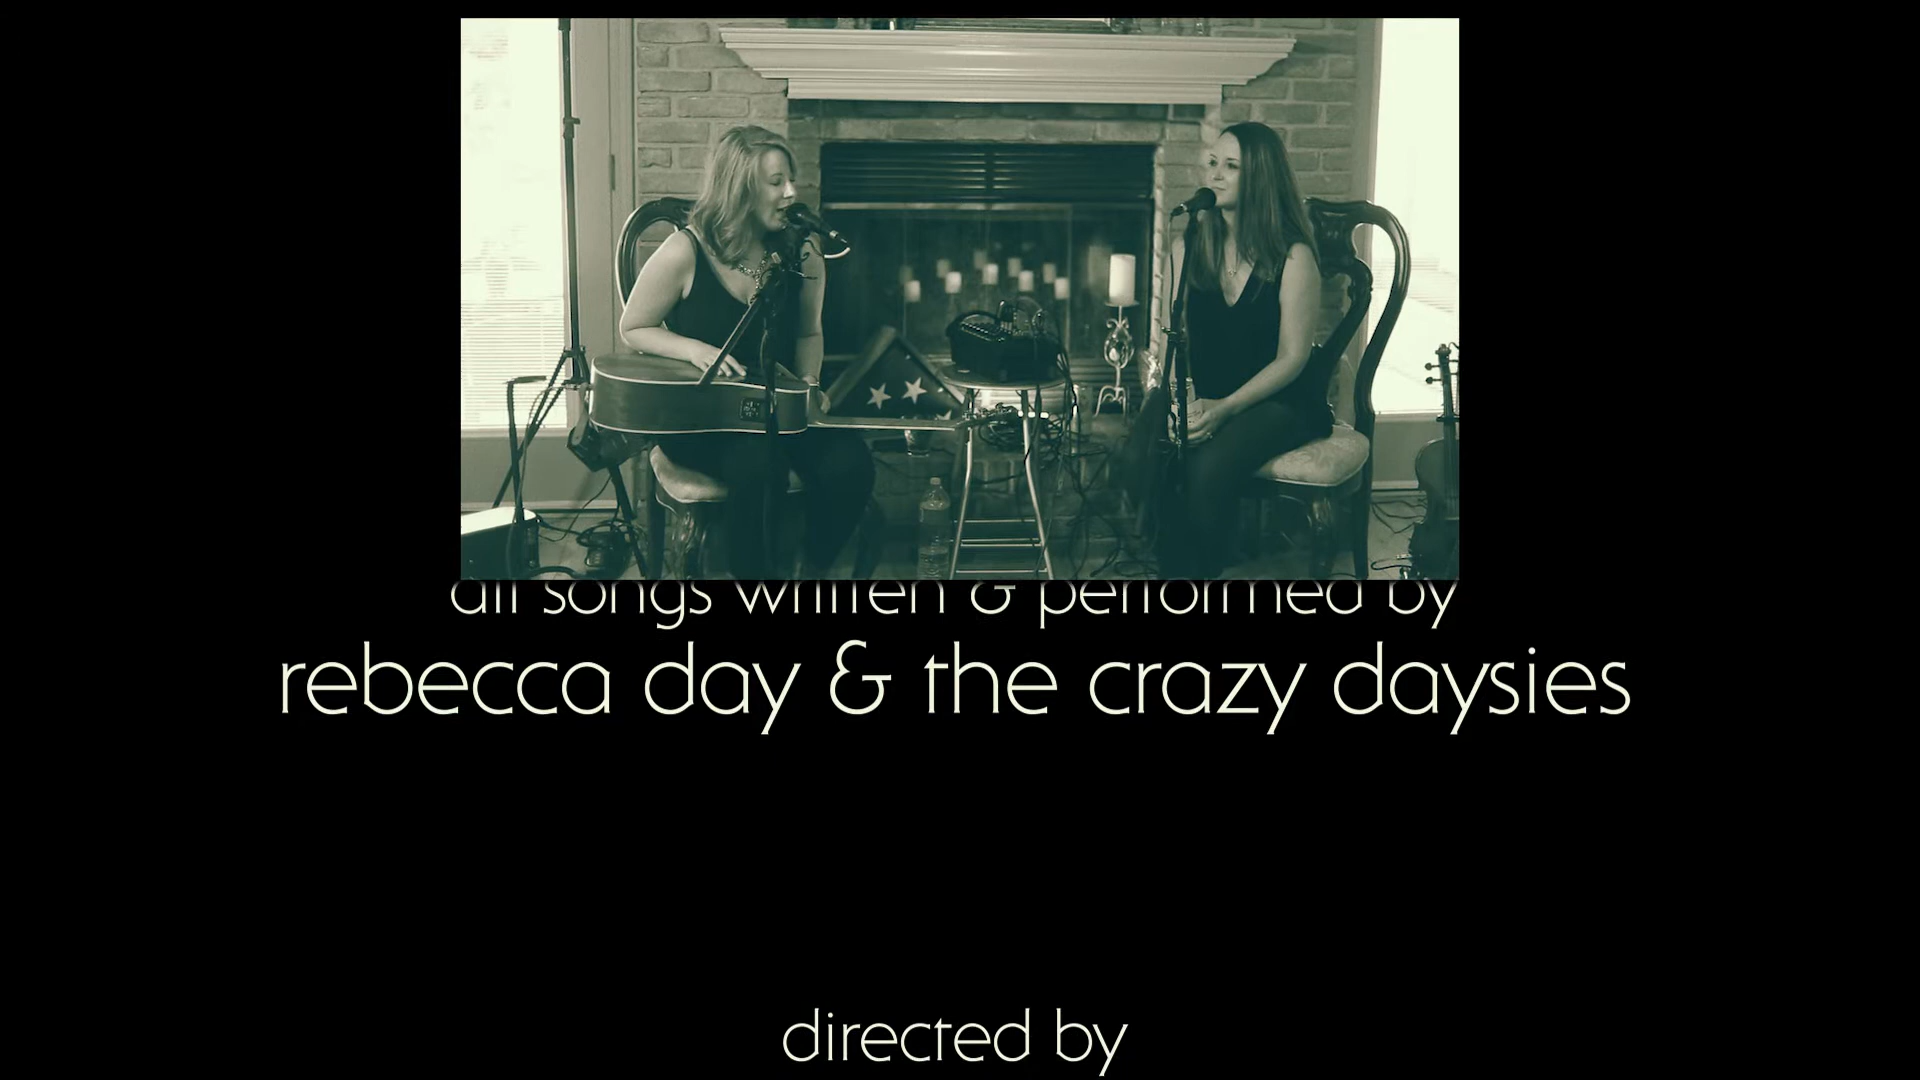 all songs written & performed by
rebecca day & the crazy daysies
directed by